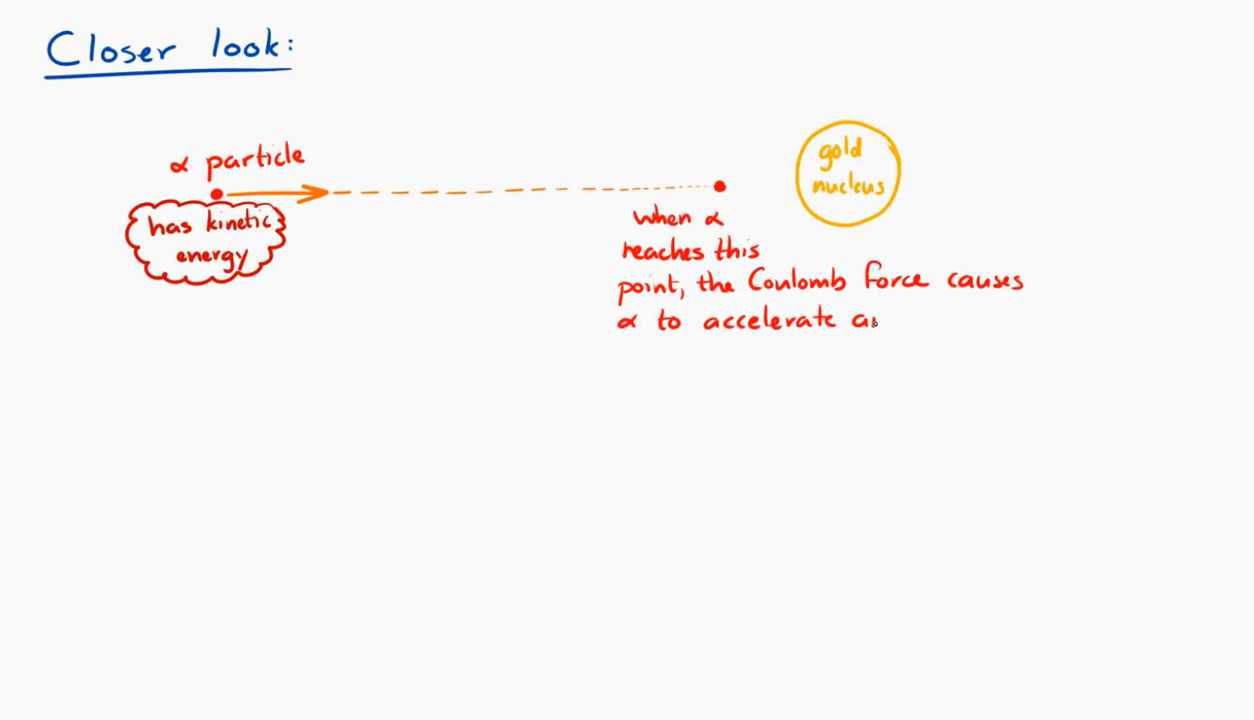 Closer look:
α particle
has kinetic
energy
gold
nucleus
when α
reaches this
point, the Coulomb force causes
α to accelerate a